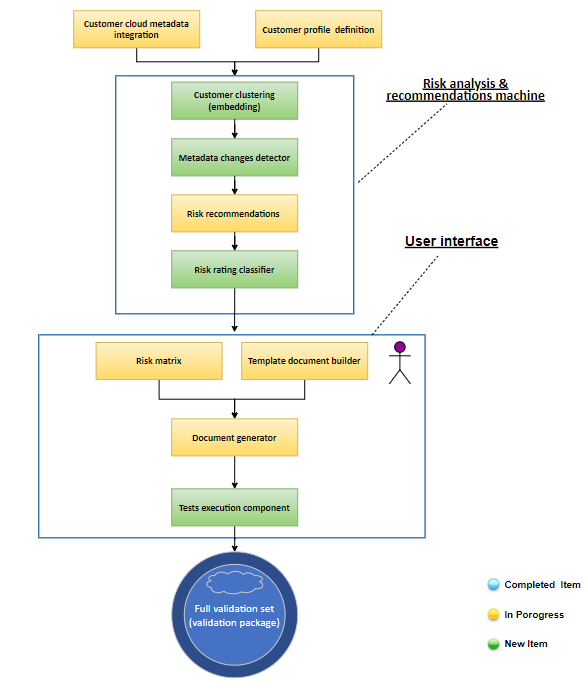 Customer cloud metadata
integration
Customer profile definition
Customer clustering
(embedding)
Risk analysis &
recommendations machine
Metadata changes detector
Risk recommendations
User interface
Risk rating classifier
Risk matrix
Template document builder
Document generator
Tests execution component
Full validation set
(validation package)
Completed Item
In Porogress
New Item